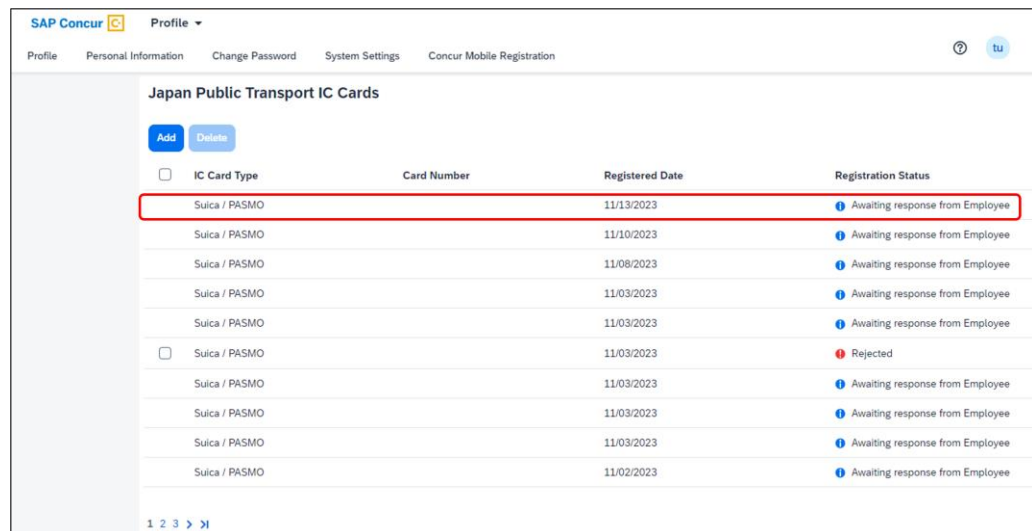 SAP Concur C Profile
Profile Personal Information Change Password System Settings Concur Mobile Registration ? tu
Japan Public Transport IC Cards
Add Delete
IC Card Type Card Number Registered Date Registration Status
Suica / PASMO 11/13/2023 Awaiting response from Employee
Suica / PASMO 11/10/2023 Awaiting response from Employee
Suica / PASMO 11/08/2023 Awaiting response from Employee
Suica / PASMO 11/03/2023 Awaiting response from Employee
Suica / PASMO 11/03/2023 Awaiting response from Employee
Suica / PASMO 11/03/2023 Rejected
Suica / PASMO 11/03/2023 Awaiting response from Employee
Suica / PASMO 11/03/2023 Awaiting response from Employee
Suica / PASMO 11/03/2023 Awaiting response from Employee
Suica / PASMO 11/02/2023 Awaiting response from Employee
1 2 3